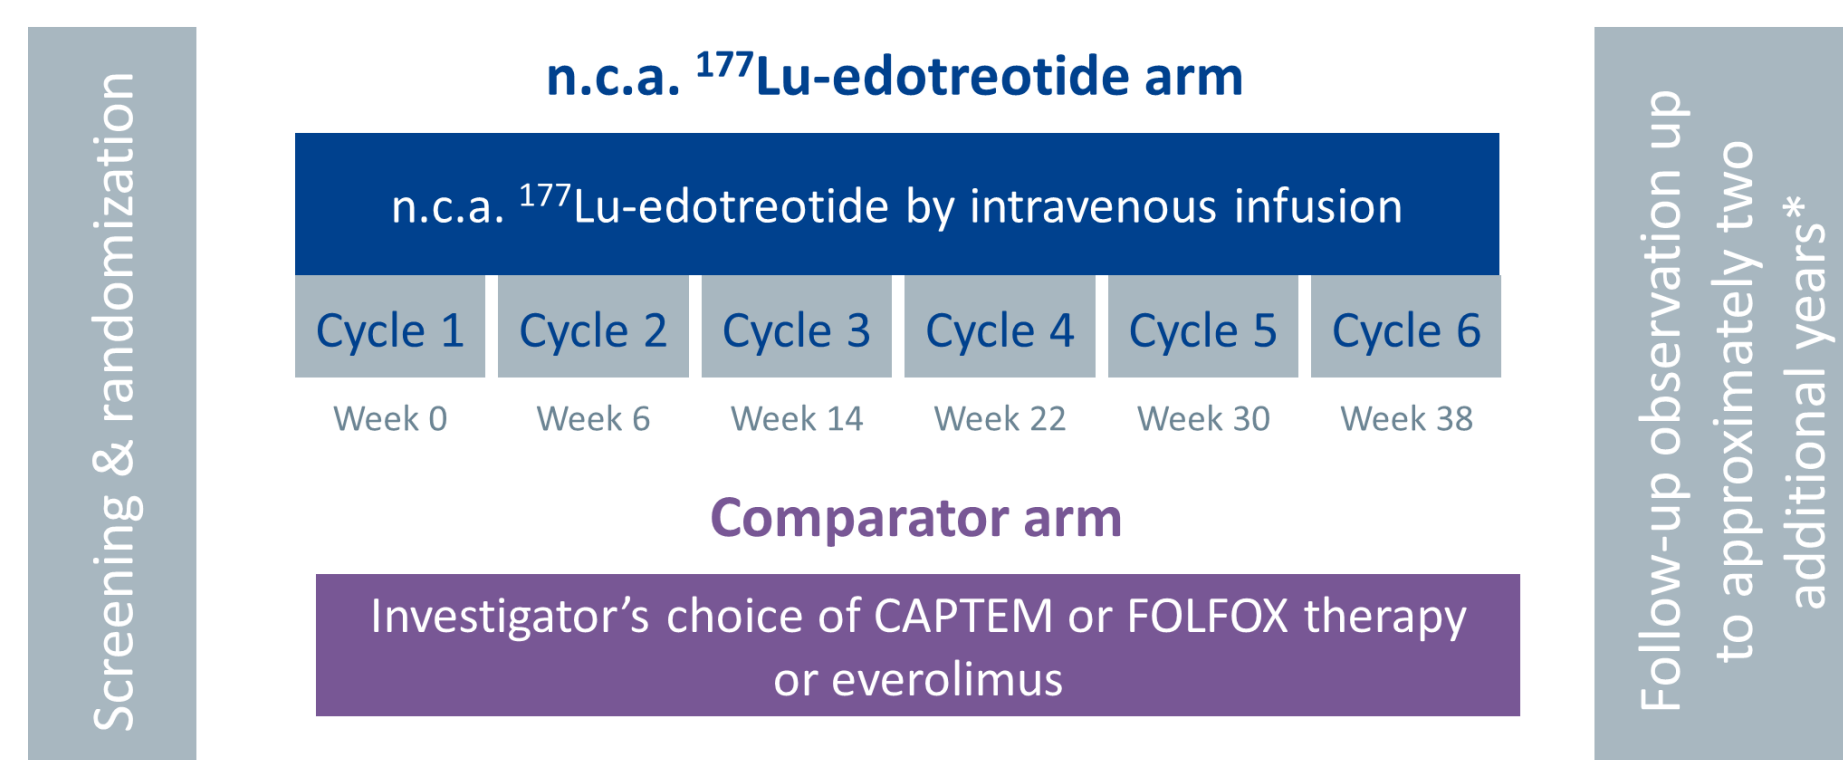 Screening & randomization
n.c.a. ¹⁷⁷Lu-edotreotide arm
n.c.a. ¹⁷⁷Lu-edotreotide by intravenous infusion
Cycle 1 Cycle 2 Cycle 3 Cycle 4 Cycle 5 Cycle 6
Week 0 Week 6 Week 14 Week 22 Week 30 Week 38
Comparator arm
Investigator’s choice of CAPTEM or FOLFOX therapy
or everolimus
Follow-up observation up
to approximately two
additional years*